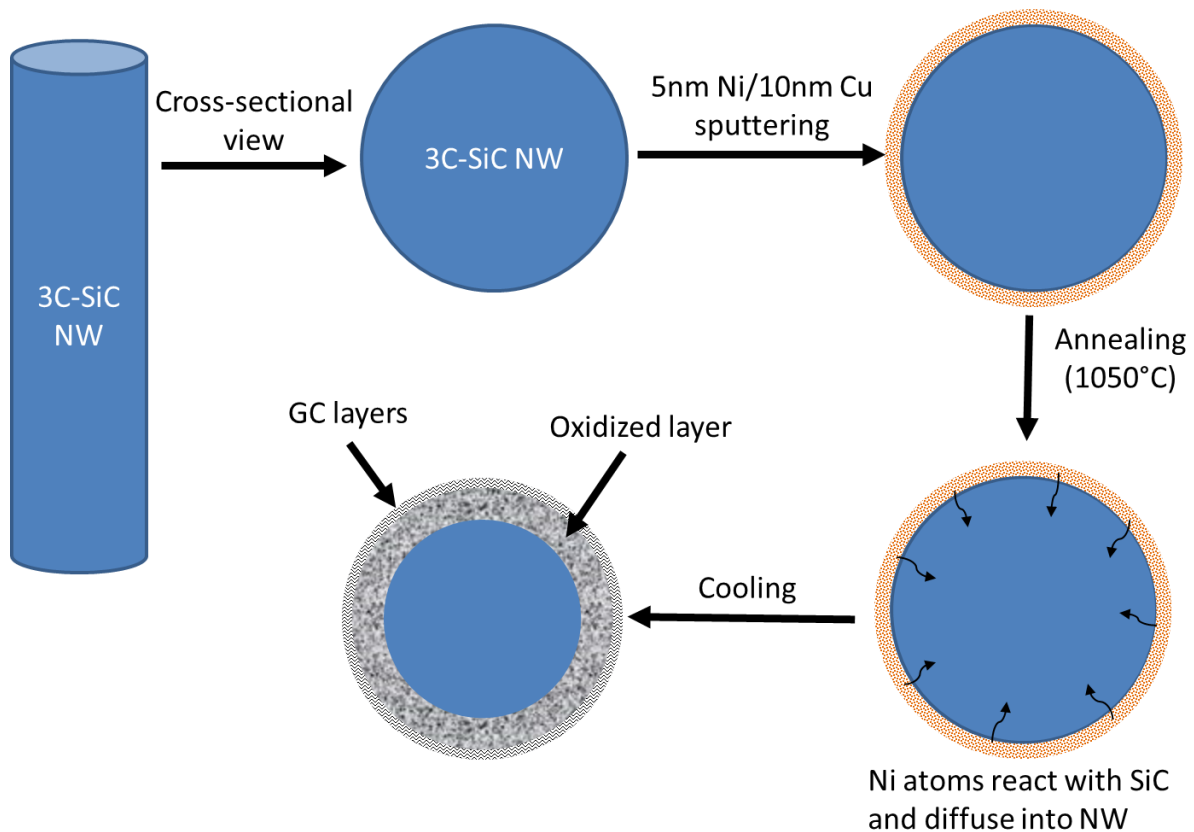 3C-SiC
NW
Cross-sectional
view
3C-SiC NW
5nm Ni/10nm Cu
sputtering
Annealing
(1050°C)
Ni atoms react with SiC
and diffuse into NW
Cooling
GC layers
Oxidized layer